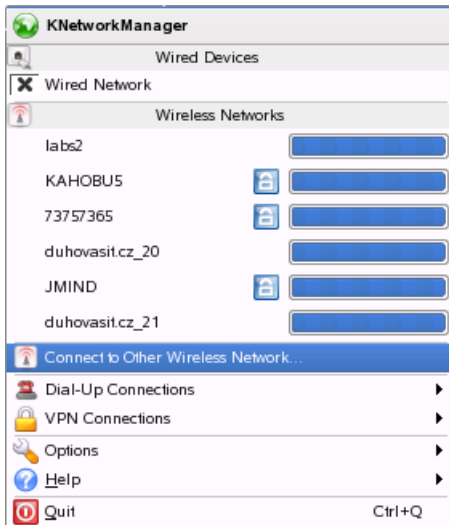 KNetworkManager
Wired Devices
Wired Network
Wireless Networks
labs2
KAHOBU5
73757365
duhovasit.cz_20
JMIND
duhovasit.cz_21
Connect to Other Wireless Network...
Dial-Up Connections
VPN Connections
Options
Help
Quit Ctrl+Q